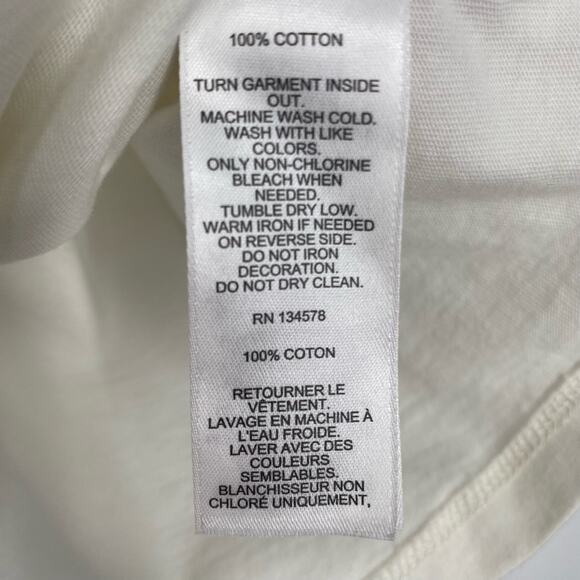 100% COTTON
TURN GARMENT INSIDE
OUT.
MACHINE WASH COLD.
WASH WITH LIKE
COLORS.
ONLY NON-CHLORINE
BLEACH WHEN
NEEDED.
TUMBLE DRY LOW.
WARM IRON IF NEEDED
ON REVERSE SIDE.
DO NOT IRON
DECORATION.
DO NOT DRY CLEAN.
RN 134578
100% COTON
RETOURNER LE
VÊTEMENT.
LAVAGE EN MACHINE À
L'EAU FROIDE.
LAVER AVEC DES
COULEURS
SEMBLABLES.
BLANCHISSEUR NON
CHLORÉ UNIQUEMENT,